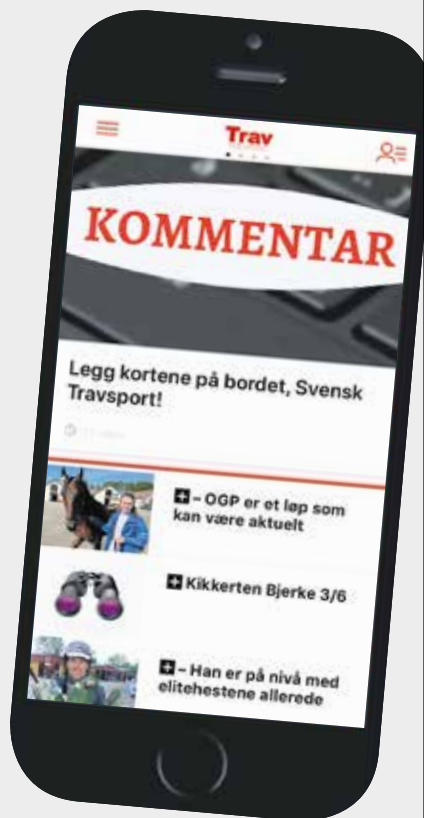 Trav
KOMMENTAR
Legg kortene på bordet, Svensk
Travsport!
– OGP er et løp som
kan være aktuelt
Kikkerten Bjerke 3/6
– Han er på nivå med
elitehestene allerede